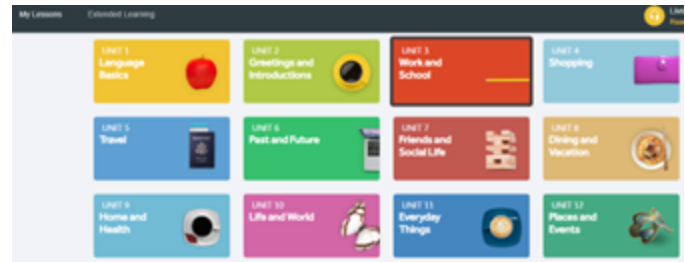 My Lessons Extended Learning
UNIT 1 UNIT 2 UNIT 3 UNIT 4
Language Greetings and Work and Shopping
Basics Introductions School
UNIT 5 UNIT 6 UNIT 7 UNIT 8
Travel Past and Future Friends and Dining and
Social Life Vacation
UNIT 9 UNIT 10 UNIT 11 UNIT 12
Home and Life and World Everyday Places and
Health Things Events